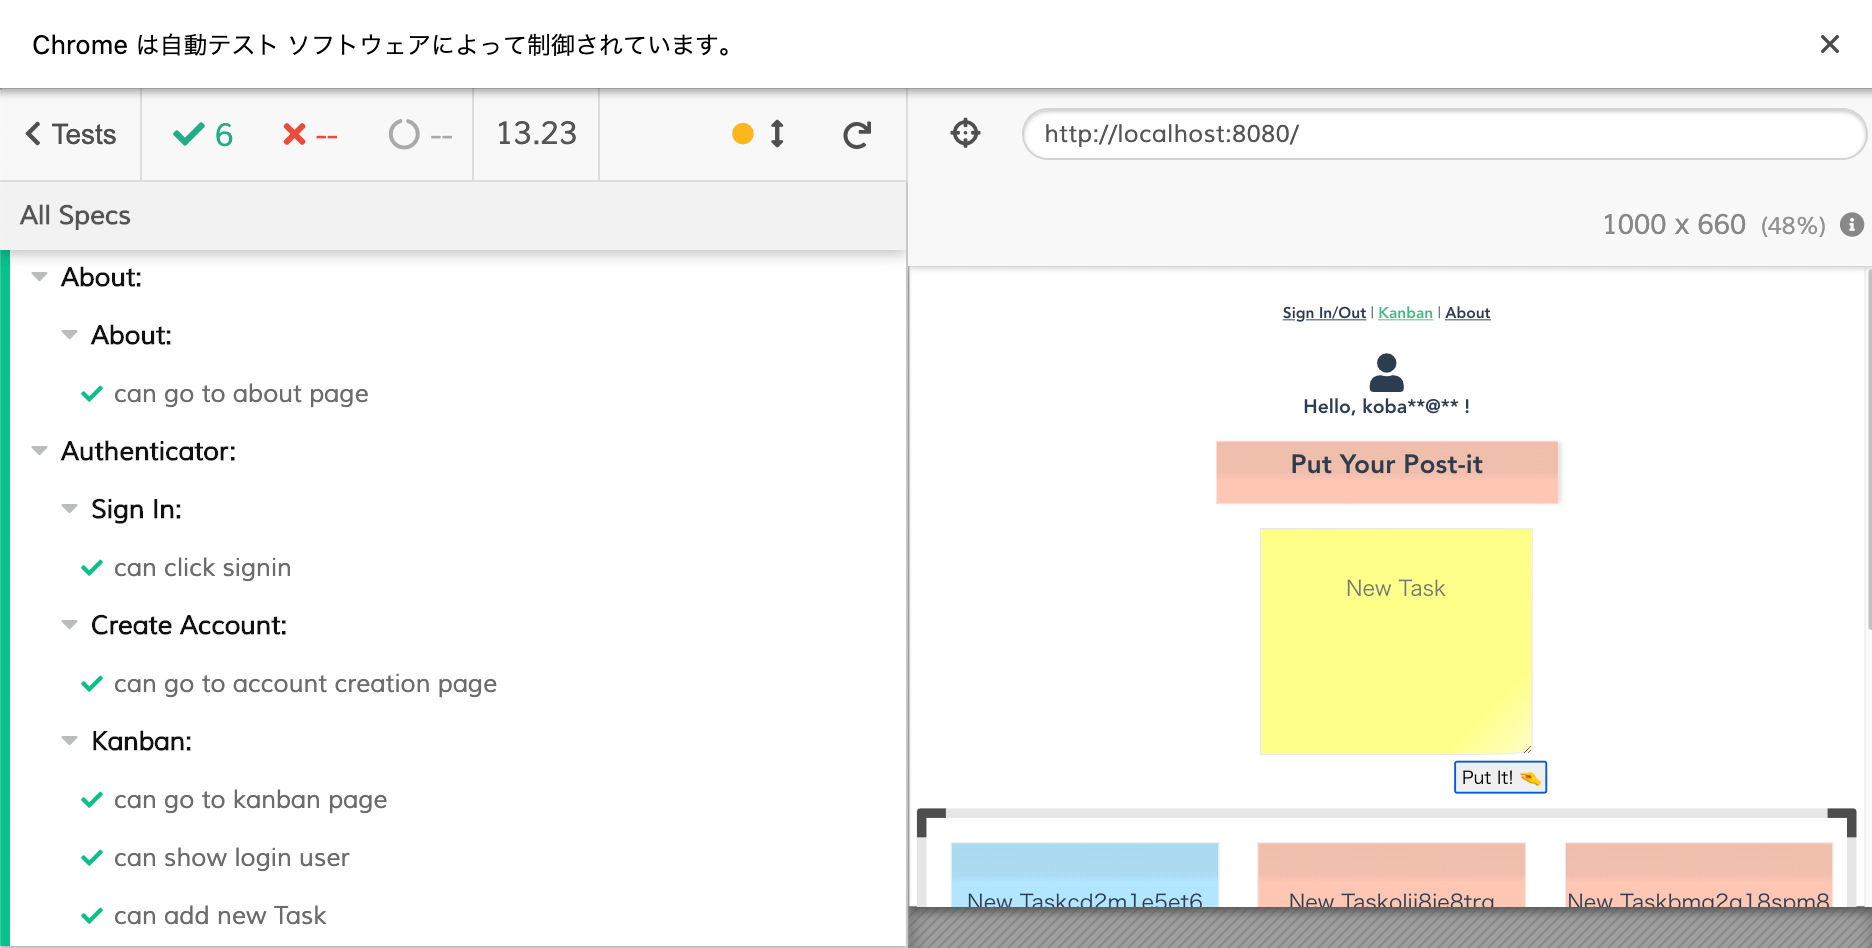 Chrome は自動テスト ソフトウェアによって制御されています。
Tests 6 -- -- 13.23
http://localhost:8080/
All Specs
1000 x 660 (48%)
About:
About:
can go to about page
Authenticator:
Sign In:
can click signin
Create Account:
can go to account creation page
Kanban:
can go to kanban page
can show login user
can add new Task
Sign In/Out | Kanban | About
Hello, koba**@** !
Put Your Post-it
New Task
Put It!
New Taskcd2m1e5et6
New
New